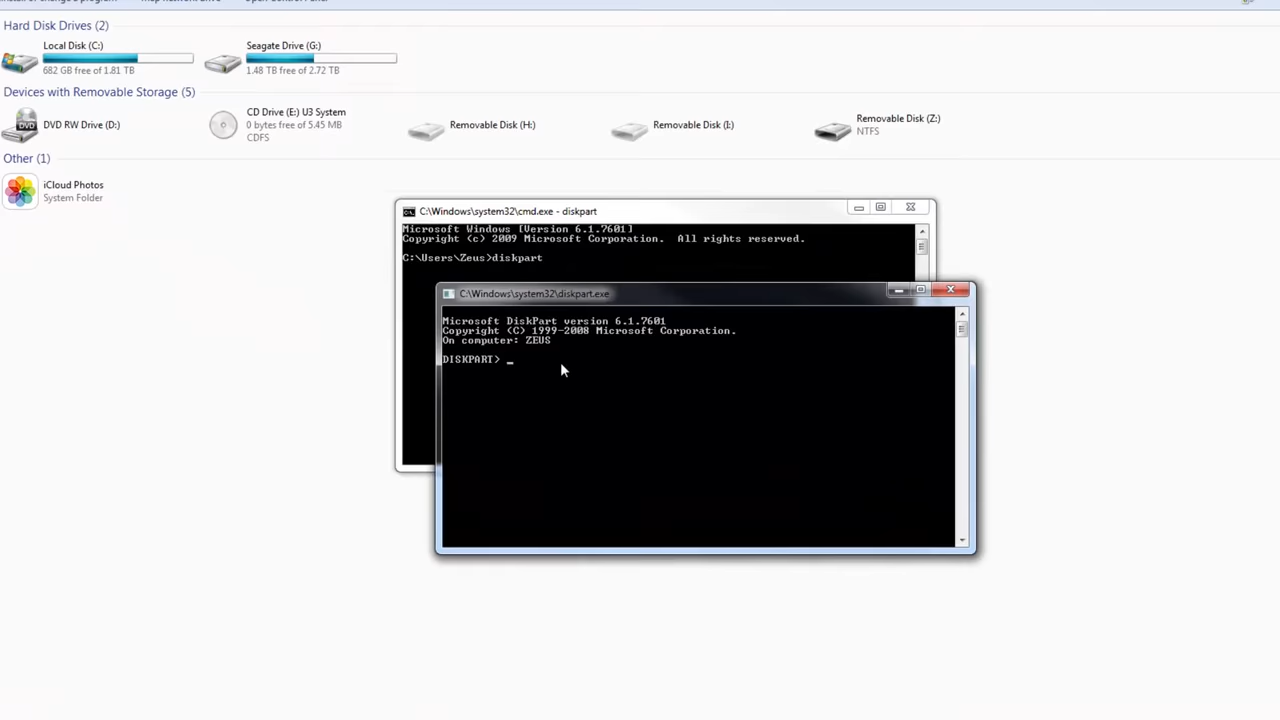 Hard Disk Drives (2)
Local Disk (C:)
682 GB free of 1.81 TB
Seagate Drive (G:)
1.48 TB free of 2.72 TB
Devices with Removable Storage (5)
DVD RW Drive (D:)
CD Drive (E:) U3 System
0 bytes free of 5.45 MB
CDFS
Removable Disk (H:)
Removable Disk (I:)
Removable Disk (Z:)
NTFS
Other (1)
iCloud Photos
System Folder
C:\Windows\system32\cmd.exe - diskpart
Microsoft Windows [Version 6.1.7601]
Copyright (c) 2009 Microsoft Corporation.  All rights reserved.
C:\Users\Zeus>diskpart
C:\Windows\system32\diskpart.exe
Microsoft DiskPart version 6.1.7601
Copyright (C) 1999-2008 Microsoft Corporation.
On computer: ZEUS
DISKPART> _
DVD